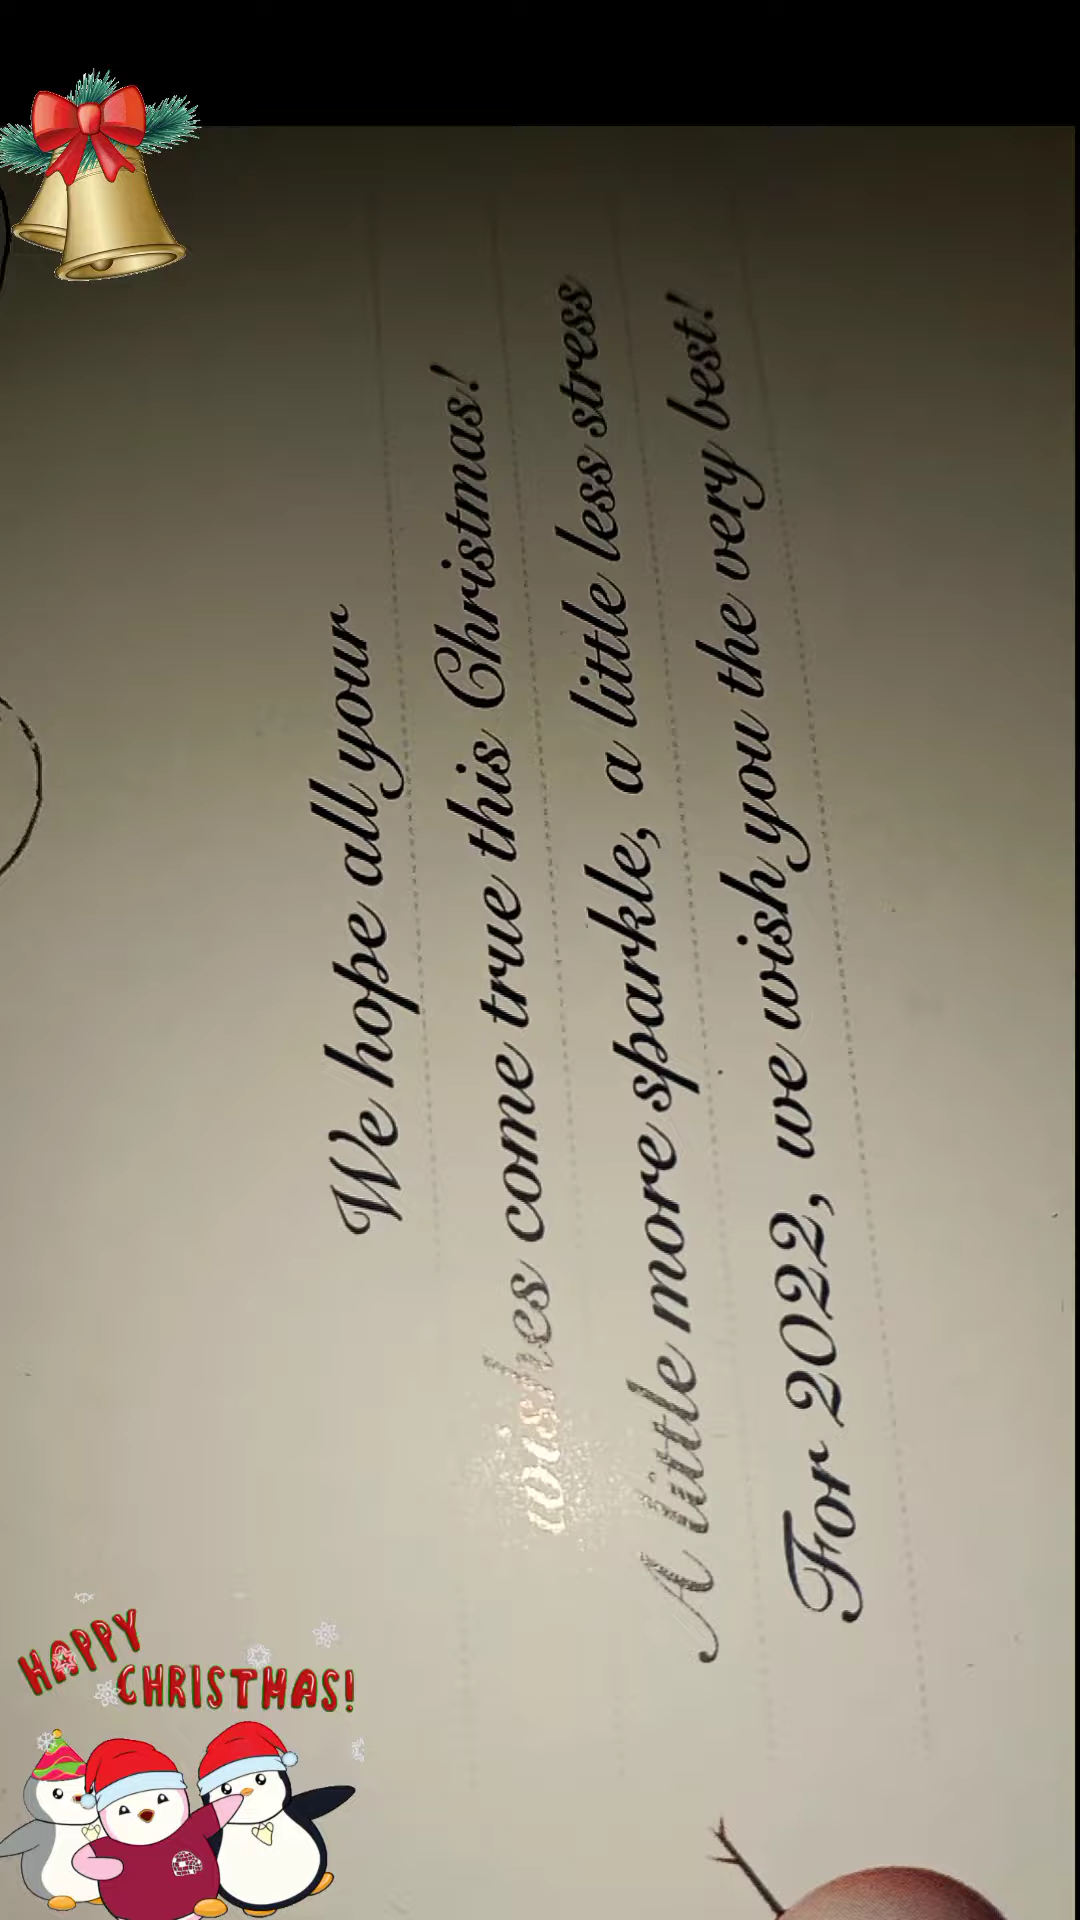 We hope all your
wishes come true this Christmas!
A little more sparkle, a little less stress
For 2022, we wish you the very best!
HAPPY
CHRISTMAS!